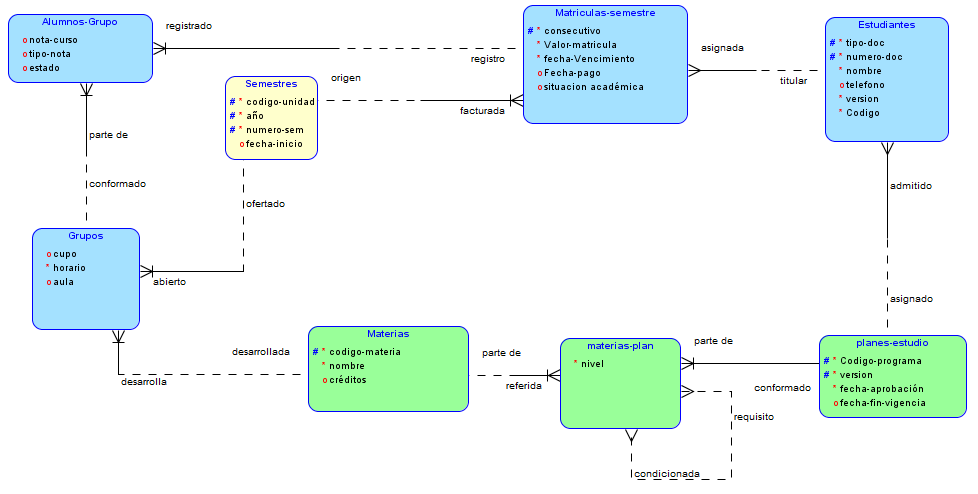 Alumnos-Grupo
o nota-curso
o tipo-nota
o estado
registrado
registro
Matriculas-semestre
# * consecutivo
* Valor-matricula
* fecha-Vencimiento
o Fecha-pago
o situacion académica
asignada
titular
Estudiantes
# * tipo-doc
# * numero-doc
* nombre
o telefono
* version
* Codigo
origen
facturada
Semestres
# * codigo-unidad
# * año
# * numero-sem
o fecha-inicio
parte de
conformado
ofertado
abierto
admitido
asignado
Grupos
o cupo
* horario
o aula
desarrolla
desarrollada
Materias
# * codigo-materia
* nombre
o créditos
parte de
referida
materias-plan
* nivel
parte de
conformado
requisito
condicionada
planes-estudio
# * Codigo-programa
# * version
* fecha-aprobación
o fecha-fin-vigencia